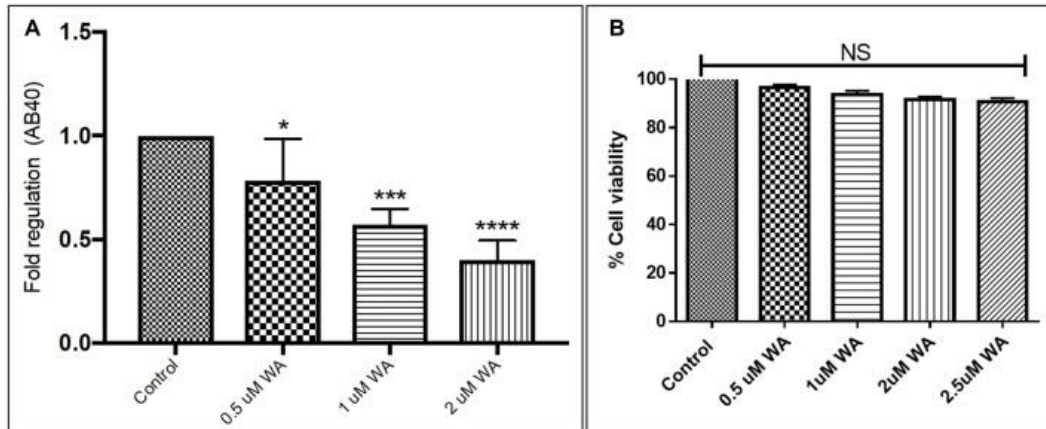 A
Fold regulation (AB40)
1.5
1.0
0.5
0.0
*
***
****
Control
0.5 uM WA
1 uM WA
2 uM WA
B
NS
% Cell viability
100
80
60
40
20
0
Control
0.5 uM WA
1uM WA
2uM WA
2.5uM WA